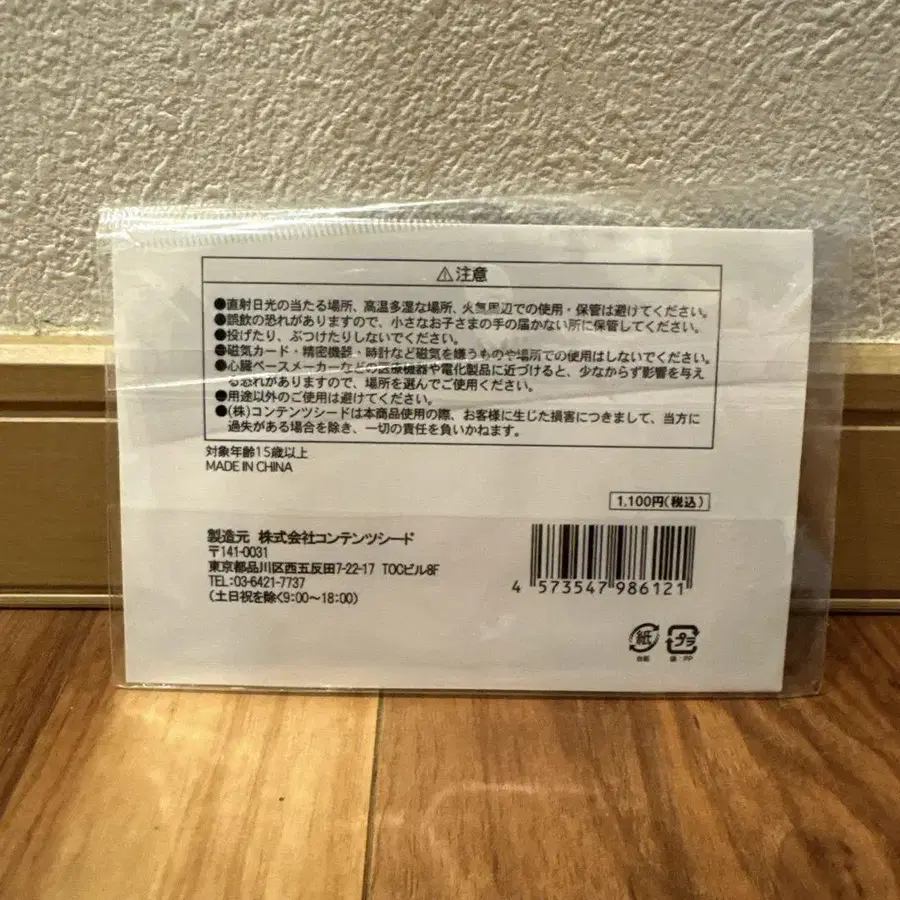 ⚠注意
●直射日光の当たる場所、高温多湿な場所、火気周辺での使用・保管は避けてください。
●誤飲の恐れがありますので、小さなお子さまの手の届かない所に保管してください。
●投げたり、ぶつけたりしないでください。
●磁気カード・精密機器・時計など磁気を嫌うものや場所での使用はしないでください。
●心臓ペースメーカーなどの医療機器や電化製品に近づけると、少なからず影響を与え
る恐れがありますので、場所を選んでご使用ください。
●用途以外のご使用は避けてください。
●(株)コンテンツシードは本商品使用の際、お客様に生じた損害につきまして、当方に
過失がある場合を除き、一切の責任を負いかねます。
対象年齢15歳以上
MADE IN CHINA
1,100円(税込)
製造元 株式会社コンテンツシード
〒141-0031
東京都品川区西五反田7-22-17 TOCビル8F
TEL:03-6421-7737
(土日祝を除く9:00～18:00)
4 573547 986121
紙 プラ
台紙 袋:PP